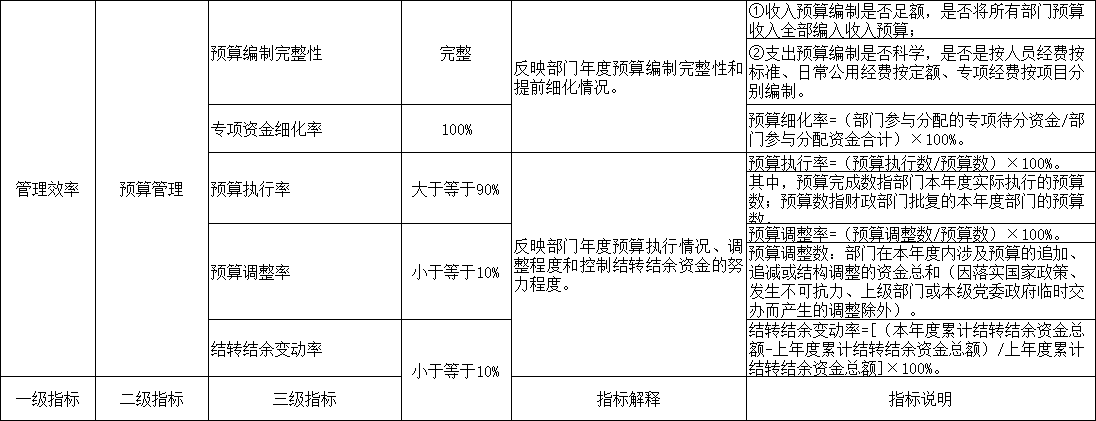 管理效率
预算管理
预算编制完整性
完整
反映部门年度预算编制完整性和
提前细化情况。
①收入预算编制是否足额，是否将所有部门预算
收入全部编入收入预算；
②支出预算编制是否科学，是否是按人员经费按
标准、日常公用经费按定额、专项经费按项目分
别编制。
专项资金细化率
100%
预算细化率=（部门参与分配的专项待分资金/部
门参与分配资金合计）×100%。
预算执行率
大于等于90%
反映部门年度预算执行情况、调
整程度和控制结转结余资金的努
力程度。
预算执行率=（预算执行数/预算数）×100%。
其中，预算完成数指部门本年度实际执行的预算
数；预算数指财政部门批复的本年度部门的预算
数。
预算调整率
小于等于10%
预算调整率=（预算调整数/预算数）×100%。
预算调整数：部门在本年度内涉及预算的追加、
追减或结构调整的资金总和（因落实国家政策、
发生不可抗力、上级部门或本级党委政府临时交
办而产生的调整除外）。
结转结余变动率
小于等于10%
结转结余变动率=[（本年度累计结转结余资金总
额-上年度累计结转结余资金总额）/上年度累计
结转结余资金总额]×100%。
一级指标
二级指标
三级指标
指标解释
指标说明